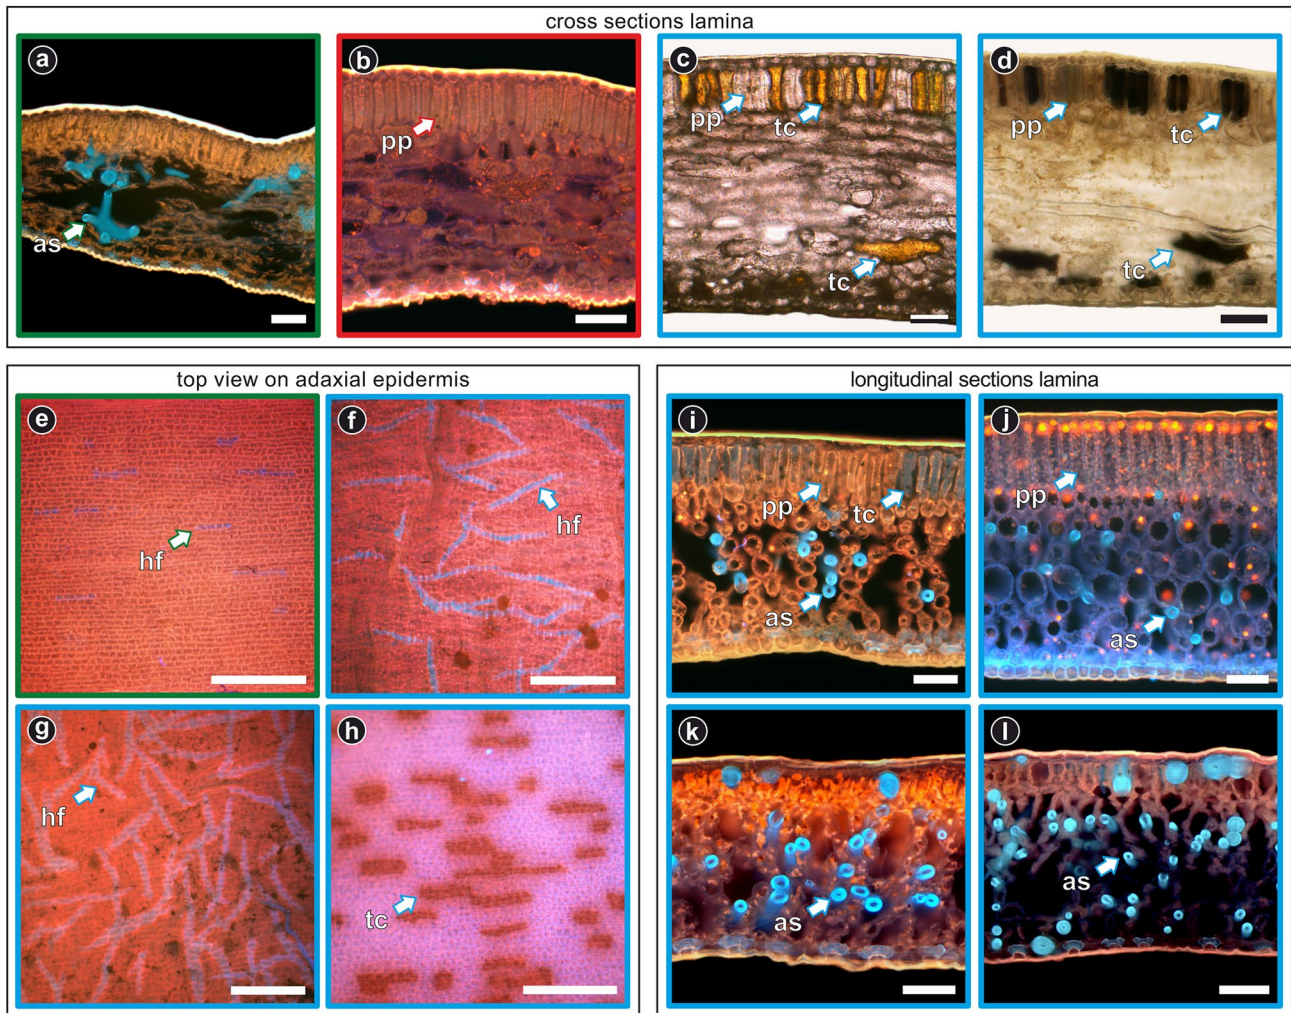 cross sections lamina
a
as
b
pp
c
pp
tc
tc
d
pp
tc
tc
top view on adaxial epidermis
e
hf
f
hf
g
hf
h
tc
longitudinal sections lamina
i
pp
tc
as
j
pp
as
k
as
l
as